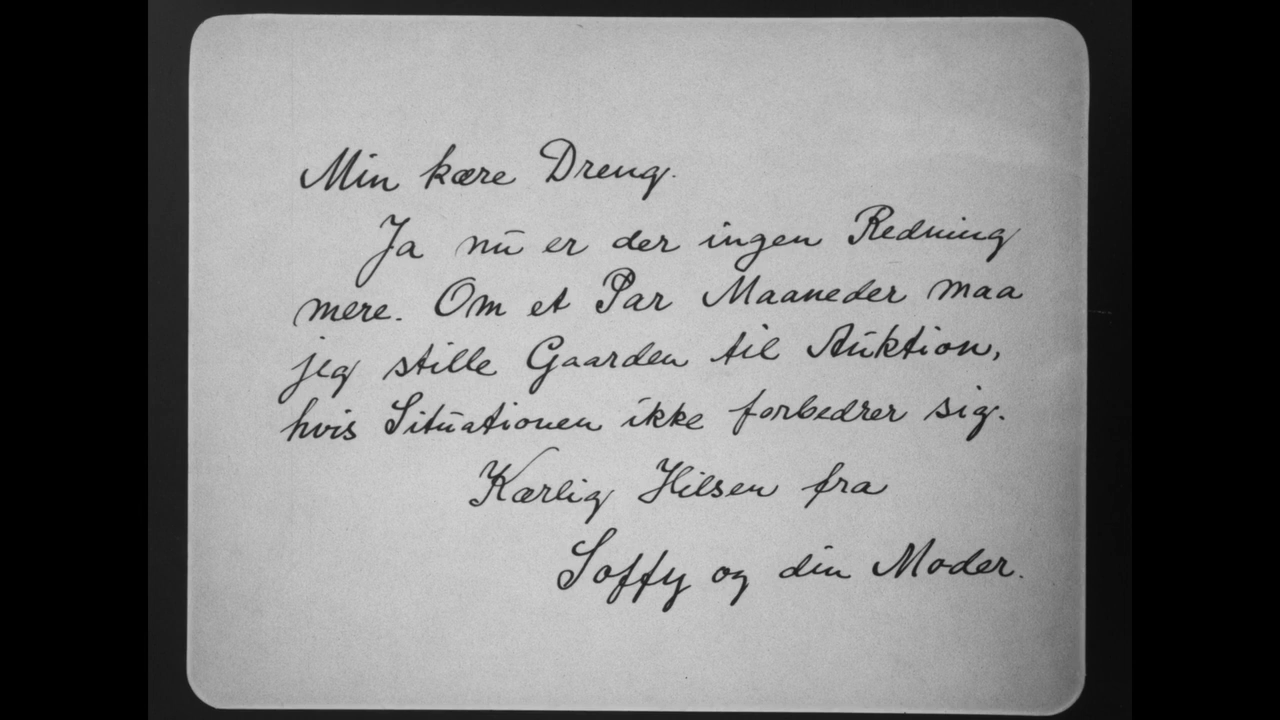 Min kære Dreng.
Ja nu er der ingen Redning
mere. Om et Par Maaneder maa
jeg stille Gaarden til Auktion,
hvis Situationen ikke forbedrer sig.
Kærlig Hilsen fra
Soffy og din Moder.